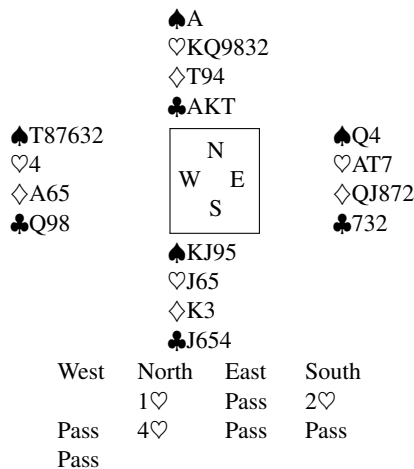 ♠A
♡KQ9832
♢T94
♣AKT
♠T87632
♡4
♢A65
♣Q98
N
W E
S
♠Q4
♡AT7
♢QJ872
♣732
♠KJ95
♡J65
♢K3
♣J654
West North East South
1♡ Pass 2♡
Pass 4♡ Pass Pass
Pass